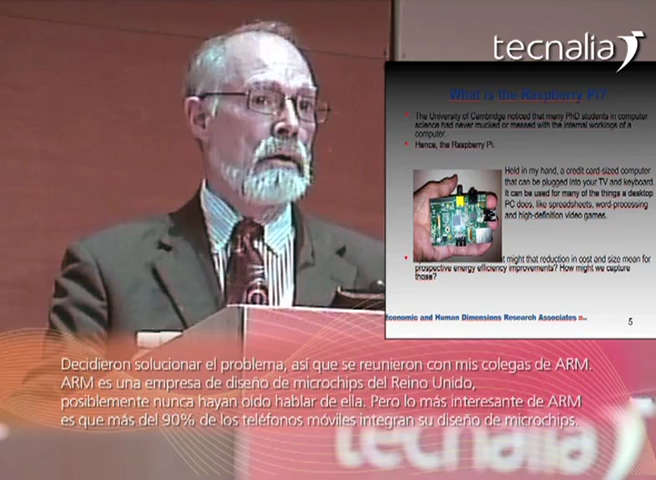 tecnalia
What is the Raspberry Pi?
The University of Cambridge noticed that many PhD students in computer
science had never mucked or messed with the internal workings of a
computer.
Hence, the Raspberry Pi.
Held in my hand, a credit card-sized computer
that can be plugged into your TV and keyboard.
It can be used for many of the things a desktop
PC does, like spreadsheets, word-processing
and high-definition video games.
t might that reduction in cost and size mean for
prospective energy efficiency improvements? How might we capture
those?
Economic and Human Dimensions Research Associates
5
Decidieron solucionar el problema, así que se reunieron con mis colegas de ARM.
ARM es una empresa de diseño de microchips del Reino Unido,
posiblemente nunca hayan oído hablar de ella. Pero lo más interesante de ARM
es que más del 90% de los teléfonos móviles integran su diseño de microchips.
tecnalia